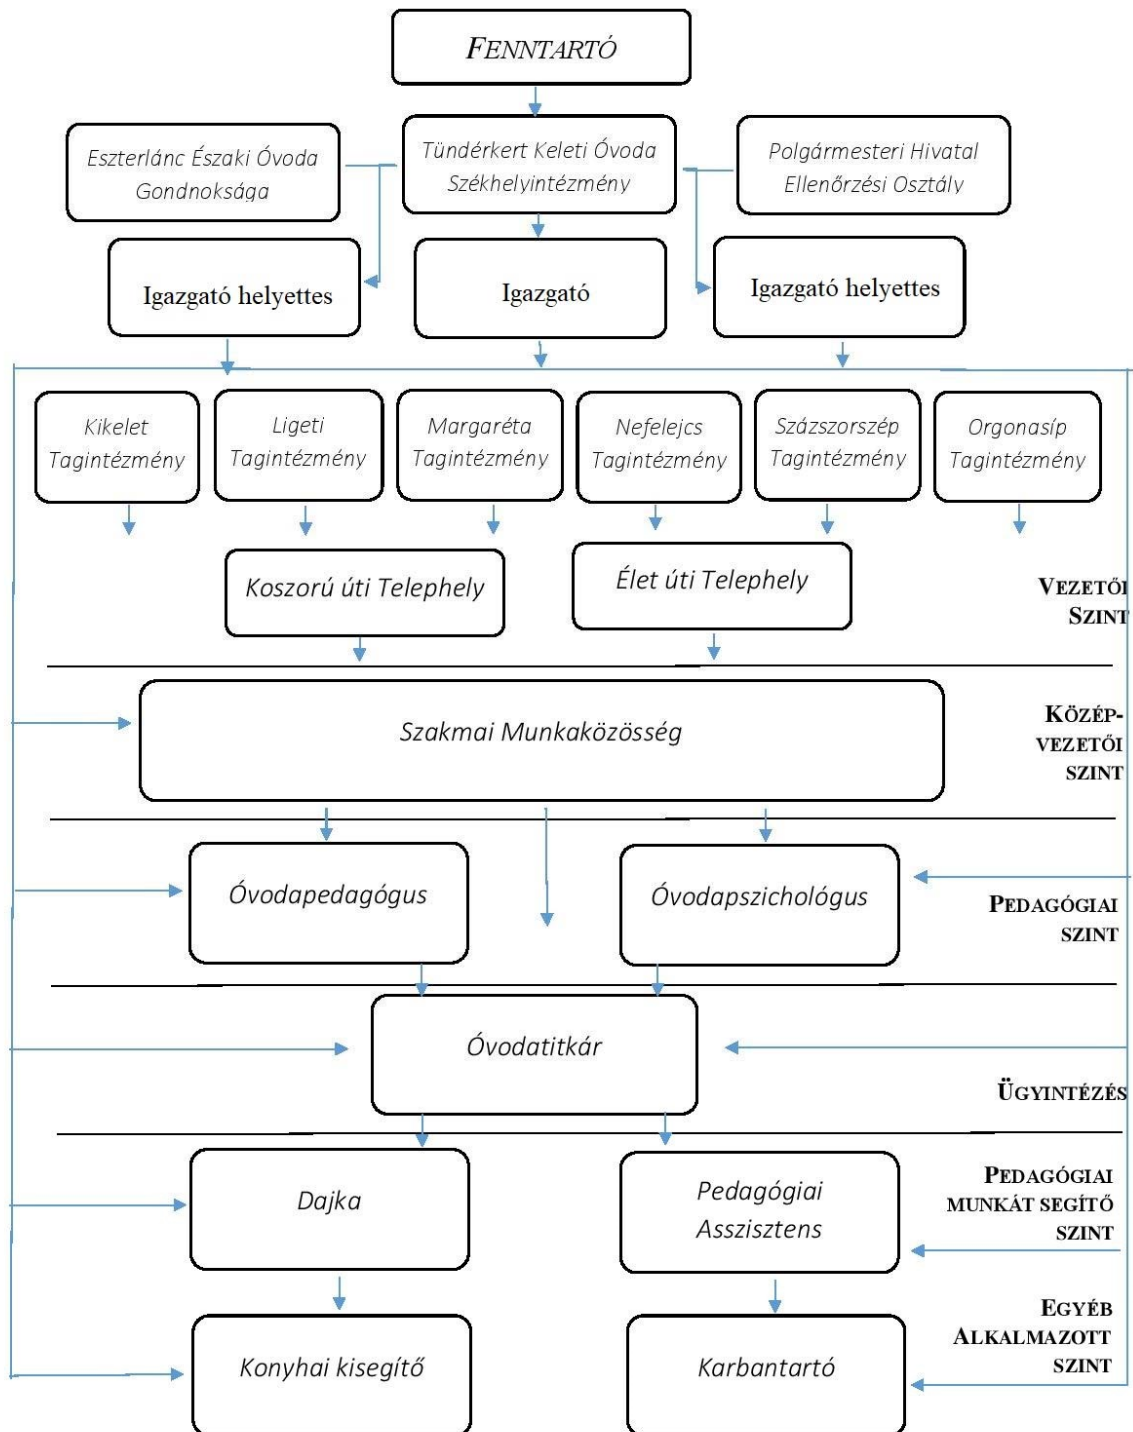 FENNTARTÓ
Eszterlánc Északi Óvoda
Gondnoksága
Tündérkert Keleti Óvoda
Székhelyintézmény
Polgármesteri Hivatal
Ellenőrzési Osztály
Igazgató helyettes
Igazgató
Igazgató helyettes
Kikelet
Tagintézmény
Ligeti
Tagintézmény
Margaréta
Tagintézmény
Nefelejcs
Tagintézmény
Százszorszép
Tagintézmény
Orgonasíp
Tagintézmény
Koszorú úti Telephely
Élet úti Telephely
VEZETŐI
SZINT
Szakmai Munkaközösség
KÖZÉP-
VEZETŐI
SZINT
Óvodapedagógus
Óvodapszichológus
PEDAGÓGIAI
SZINT
Óvodatitkár
ÜGYINTÉZÉS
Dajka
Pedagógiai
Asszisztens
PEDAGÓGIAI
MUNKÁT SEGÍTŐ
SZINT
Konyhai kisegítő
Karbantartó
EGYÉB
ALKALMAZOTT
SZINT